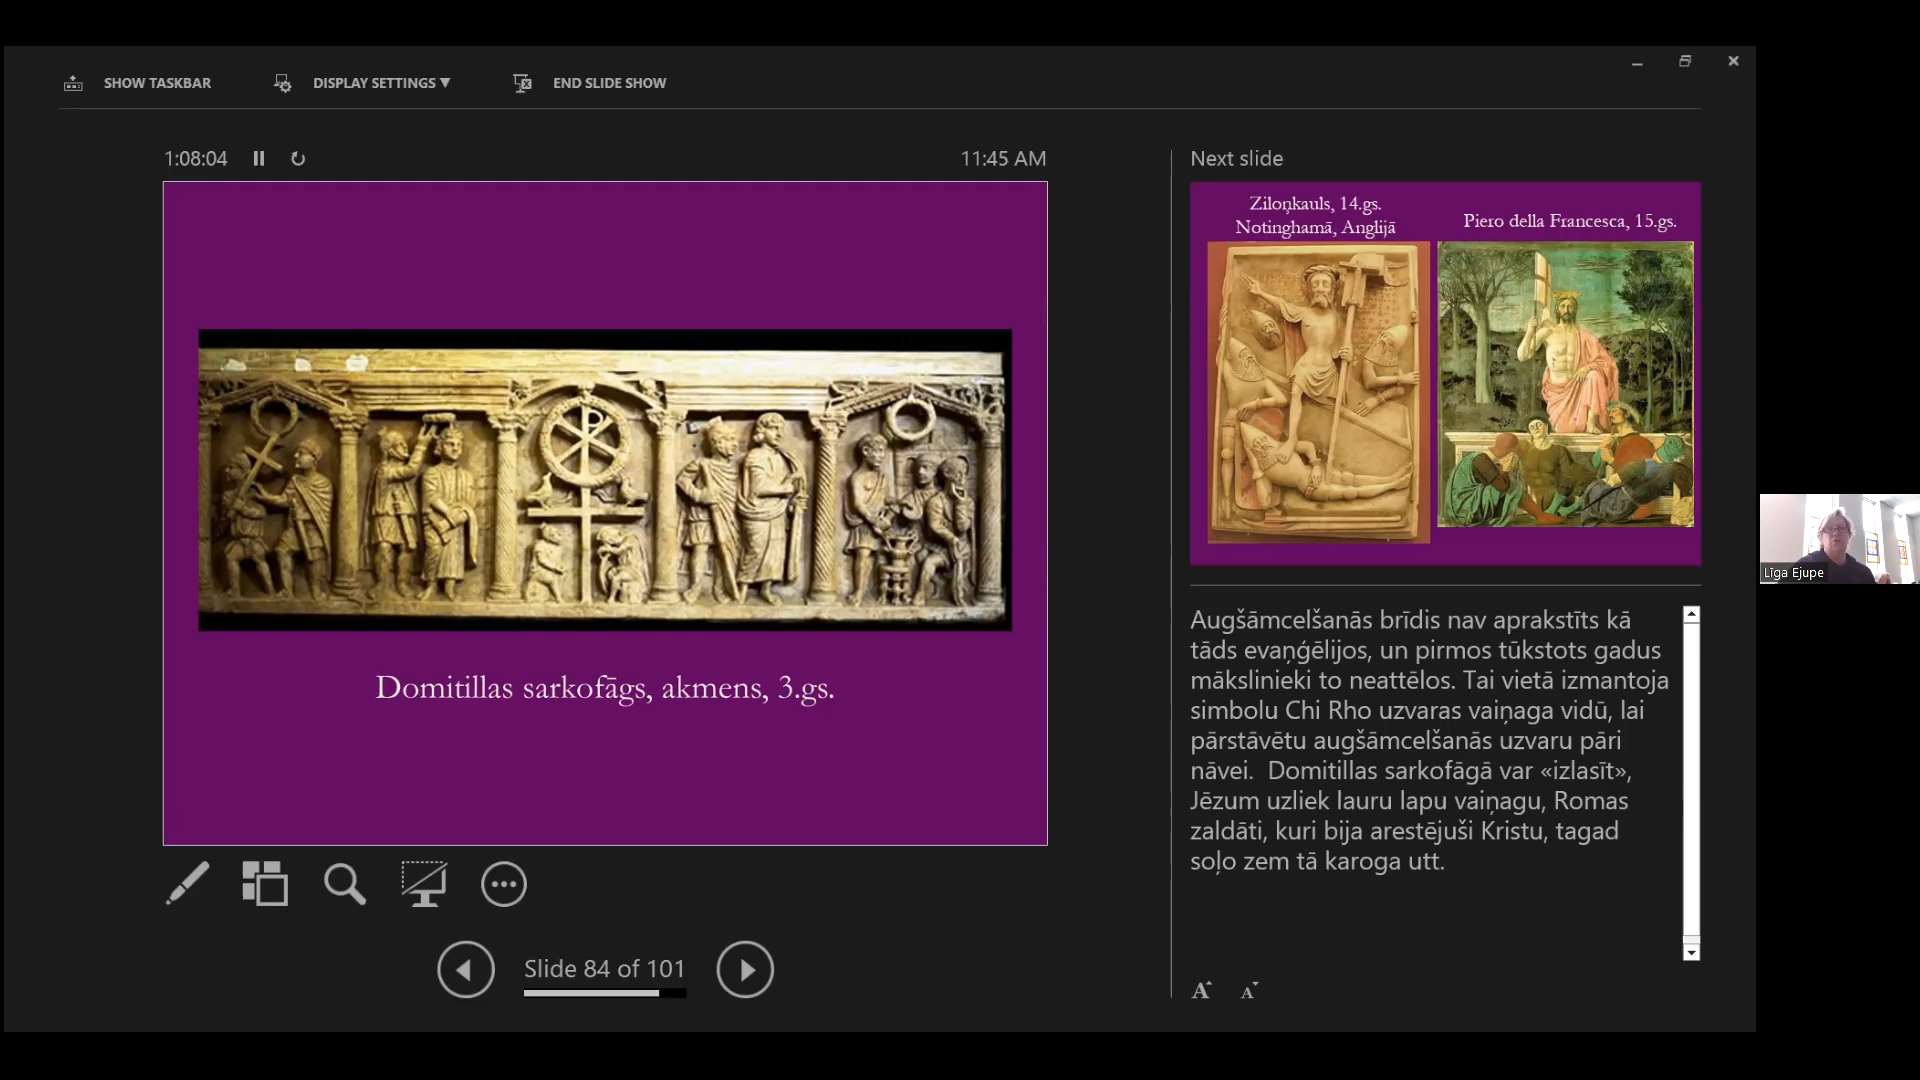 SHOW TASKBAR
DISPLAY SETTINGS ▼
END SLIDE SHOW
1:08:04
11:45 AM
Domitillas sarkofāgs, akmens, 3.gs.
Slide 84 of 101
Next slide
Ziloņkauls, 14.gs.
Notinghamā, Anglijā
Piero della Francesca, 15.gs.
Augšāmcelšanās brīdis nav aprakstīts kā
tāds evaņģēlijos, un pirmos tūkstots gadus
mākslinieki to neattēlos. Tai vietā izmantoja
simbolu Chi Rho uzvaras vaiņaga vidū, lai
pārstāvētu augšāmcelšanās uzvaru pāri
nāvei.  Domitillas sarkofāgā var «izlasīt»,
Jēzum uzliek lauru lapu vaiņagu, Romas
zaldāti, kuri bija arestējuši Kristu, tagad
soļo zem tā karoga utt.
A A
Līga Ejupe